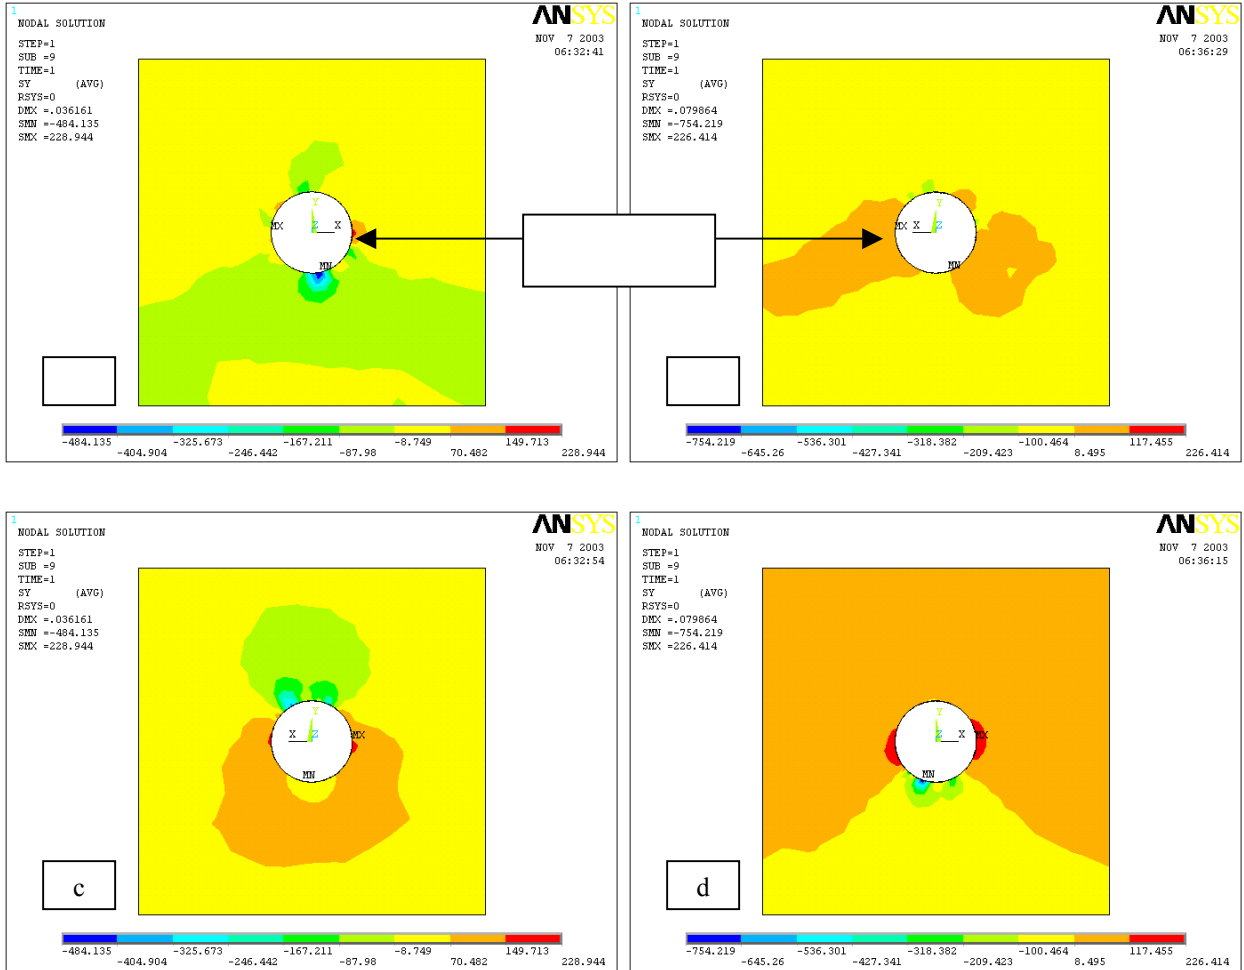 1
ANSYS
NODAL SOLUTION
NOV 7 2003
06:32:41
STEP=1
SUB =9
TIME=1
SY (AVG)
RSYS=0
DMX =.036161
SMN =-484.135
SMX =228.944
Y
MX
Z
X
MN
-484.135 -325.673 -167.211 -8.749 149.713
-404.904 -246.442 -87.98 70.482 228.944
1
ANSYS
NODAL SOLUTION
NOV 7 2003
06:36:29
STEP=1
SUB =9
TIME=1
SY (AVG)
RSYS=0
DMX =.079864
SMN =-754.219
SMX =226.414
Y
MX
X
Z
MN
-754.219 -536.301 -318.382 -100.464 117.455
-645.26 -427.341 -209.423 8.495 226.414
1
ANSYS
NODAL SOLUTION
NOV 7 2003
06:32:54
STEP=1
SUB =9
TIME=1
SY (AVG)
RSYS=0
DMX =.036161
SMN =-484.135
SMX =228.944
Y
X
Z
MX
MN
c
-484.135 -325.673 -167.211 -8.749 149.713
-404.904 -246.442 -87.98 70.482 228.944
1
ANSYS
NODAL SOLUTION
NOV 7 2003
06:36:15
STEP=1
SUB =9
TIME=1
SY (AVG)
RSYS=0
DMX =.079864
SMN =-754.219
SMX =226.414
Y
Z
X
MX
MN
d
-754.219 -536.301 -318.382 -100.464 117.455
-645.26 -427.341 -209.423 8.495 226.414